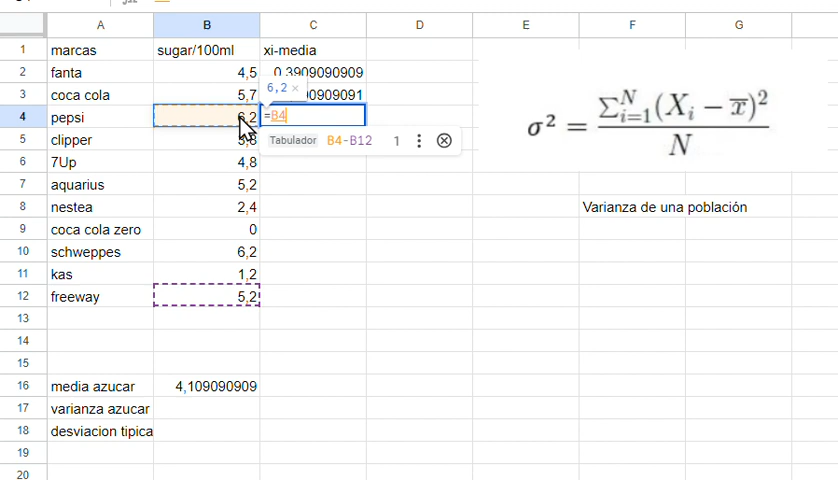 A B C D E F G
1 marcas sugar/100ml xi-media
2 fanta 4,5 0,3909090909
6,2 ×
3 coca cola 5,7 0909091
4 pepsi 6,2 =B4
5 clipper 5,8 Tabulador B4-B12 1
6 7Up 4,8
7 aquarius 5,2
8 nestea 2,4
9 coca cola zero 0
10 schweppes 6,2
11 kas 1,2
12 freeway 5,2
13
14
15
16 media azucar 4,109090909
17 varianza azucar
18 desviacion tipica
19
20
σ² = Σᵢ₌₁ᴺ (Xᵢ − x̅)² / N
Varianza de una población